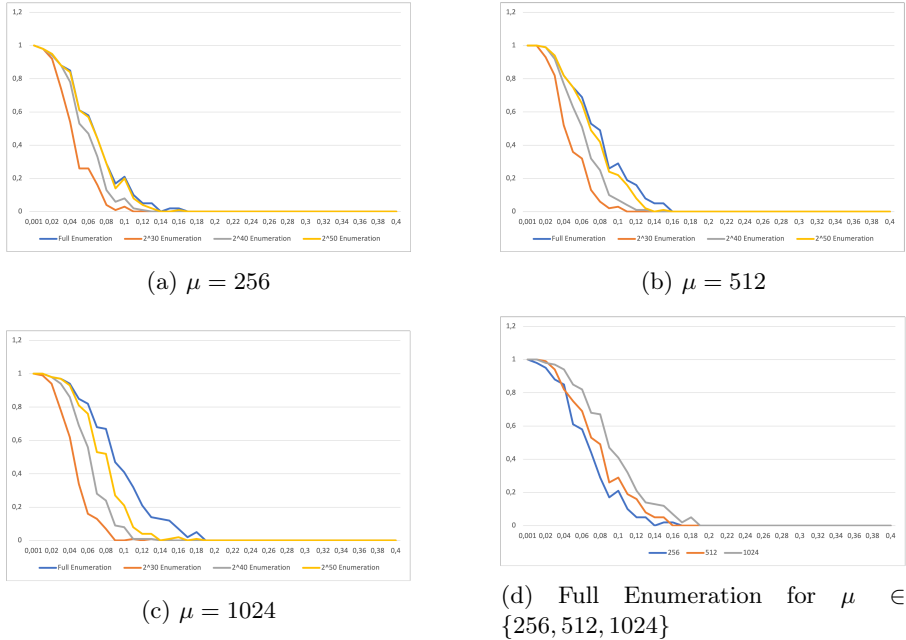 1,2
1
0,8
0,6
0,4
0,2
0
0,001 0,02 0,04 0,06 0,08 0,1 0,12 0,14 0,16 0,18 0,2 0,22 0,24 0,26 0,28 0,3 0,32 0,34 0,36 0,38 0,4
Full Enumeration 2^30 Enumeration 2^40 Enumeration 2^50 Enumeration
(a) μ = 256
1,2
1
0,8
0,6
0,4
0,2
0
0,001 0,02 0,04 0,06 0,08 0,1 0,12 0,14 0,16 0,18 0,2 0,22 0,24 0,26 0,28 0,3 0,32 0,34 0,36 0,38 0,4
Full Enumeration 2^30 Enumeration 2^40 Enumeration 2^50 Enumeration
(b) μ = 512
1,2
1
0,8
0,6
0,4
0,2
0
0,001 0,02 0,04 0,06 0,08 0,1 0,12 0,14 0,16 0,18 0,2 0,22 0,24 0,26 0,28 0,3 0,32 0,34 0,36 0,38 0,4
Full Enumeration 2^30 Enumeration 2^40 Enumeration 2^50 Enumeration
(c) μ = 1024
1,2
1
0,8
0,6
0,4
0,2
0
0,001 0,02 0,04 0,06 0,08 0,1 0,12 0,14 0,16 0,18 0,2 0,22 0,24 0,26 0,28 0,3 0,32 0,34 0,36 0,38 0,4
256 512 1024
(d) Full Enumeration for μ ∈
{256, 512, 1024}